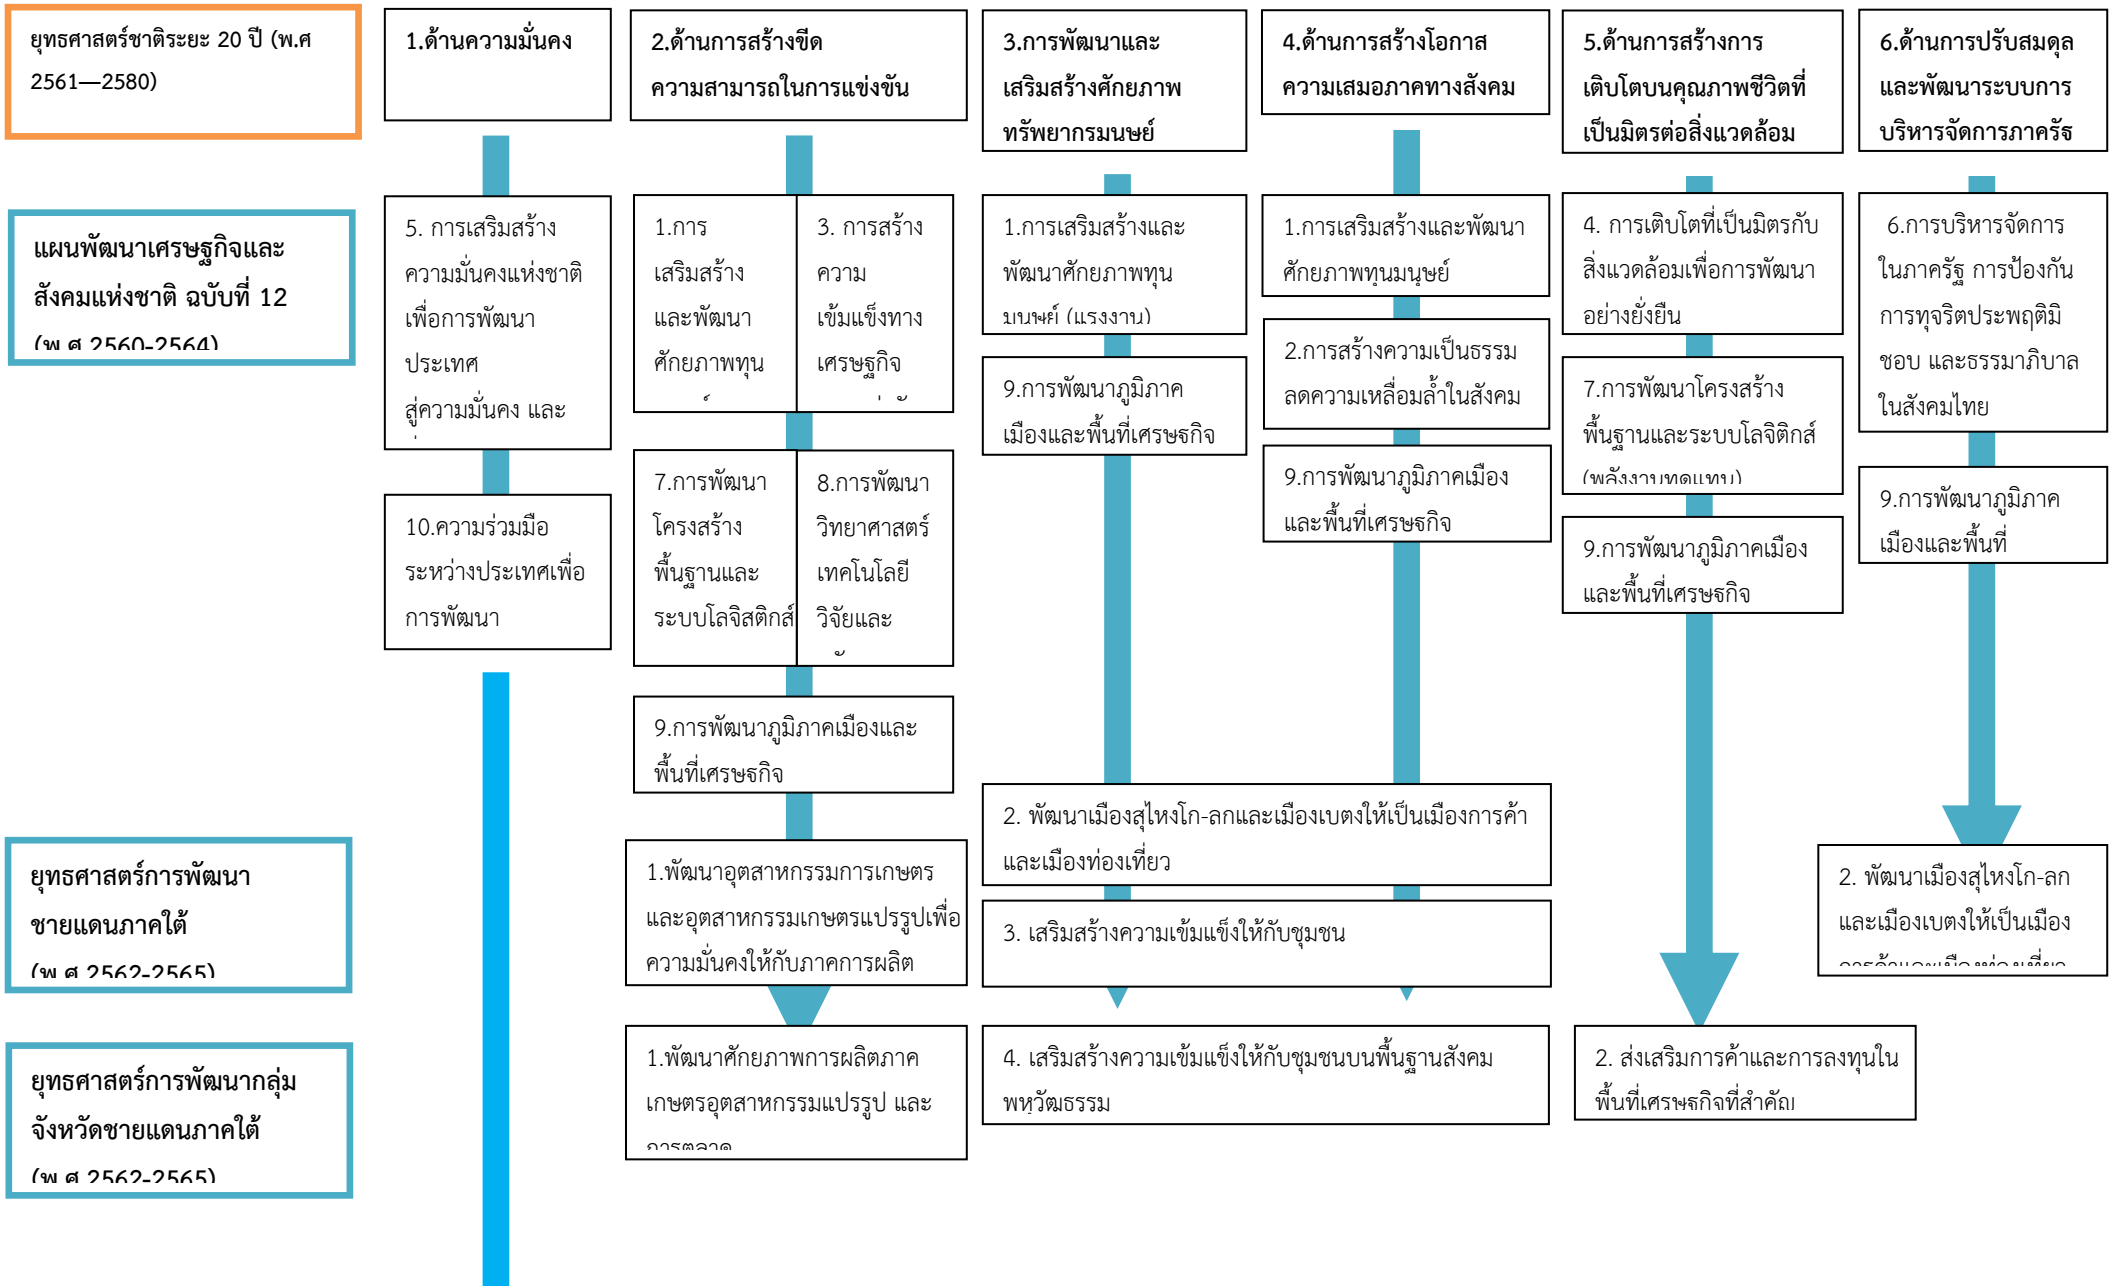 ยุทธศาสตร์ชาติระยะ 20 ปี (พ.ศ
2561—2580)
1.ด้านความมั่นคง
2.ด้านการสร้างขีด
ความสามารถในการแข่งขัน
3.การพัฒนาและ
เสริมสร้างศักยภาพ
ทรัพยากรมนุษย์
4.ด้านการสร้างโอกาส
ความเสมอภาคทางสังคม
5.ด้านการสร้างการ
เติบโตบนคุณภาพชีวิตที่
เป็นมิตรต่อสิ่งแวดล้อม
6.ด้านการปรับสมดุล
และพัฒนาระบบการ
บริหารจัดการภาครัฐ
แผนพัฒนาเศรษฐกิจและ
สังคมแห่งชาติ ฉบับที่ 12
(พ.ศ.2560-2564)
5. การเสริมสร้าง
ความมั่นคงแห่งชาติ
เพื่อการพัฒนา
ประเทศ
สู่ความมั่นคง และ
10.ความร่วมมือ
ระหว่างประเทศเพื่อ
การพัฒนา
1.การ
เสริมสร้าง
และพัฒนา
ศักยภาพทุน
3. การสร้าง
ความ
เข้มแข็งทาง
เศรษฐกิจ
7.การพัฒนา
โครงสร้าง
พื้นฐานและ
ระบบโลจิสติกส์
8.การพัฒนา
วิทยาศาสตร์
เทคโนโลยี
วิจัยและ
9.การพัฒนาภูมิภาคเมืองและ
พื้นที่เศรษฐกิจ
1.การเสริมสร้างและ
พัฒนาศักยภาพทุน
มนุษย์ (แรงงาน)
9.การพัฒนาภูมิภาค
เมืองและพื้นที่เศรษฐกิจ
1.การเสริมสร้างและพัฒนา
ศักยภาพทุนมนุษย์
2.การสร้างความเป็นธรรม
ลดความเหลื่อมล้ำในสังคม
9.การพัฒนาภูมิภาคเมือง
และพื้นที่เศรษฐกิจ
4. การเติบโตที่เป็นมิตรกับ
สิ่งแวดล้อมเพื่อการพัฒนา
อย่างยั่งยืน
7.การพัฒนาโครงสร้าง
พื้นฐานและระบบโลจิติกส์
(พลังงานทดแทน)
9.การพัฒนาภูมิภาคเมือง
และพื้นที่เศรษฐกิจ
6.การบริหารจัดการ
ในภาครัฐ การป้องกัน
การทุจริตประพฤติมิ
ชอบ และธรรมาภิบาล
ในสังคมไทย
9.การพัฒนาภูมิภาค
เมืองและพื้นที่
ยุทธศาสตร์การพัฒนา
ชายแดนภาคใต้
(พ.ศ.2562-2565)
1.พัฒนาอุตสาหกรรมการเกษตร
และอุตสาหกรรมเกษตรแปรรูปเพื่อ
ความมั่นคงให้กับภาคการผลิต
2. พัฒนาเมืองสุไหงโก-ลกและเมืองเบตงให้เป็นเมืองการค้า
และเมืองท่องเที่ยว
3. เสริมสร้างความเข้มแข็งให้กับชุมชน
2. พัฒนาเมืองสุไหงโก-ลก
และเมืองเบตงให้เป็นเมือง
การค้าและเมืองท่องเที่ยว
ยุทธศาสตร์การพัฒนากลุ่ม
จังหวัดชายแดนภาคใต้
(พ.ศ.2562-2565)
1.พัฒนาศักยภาพการผลิตภาค
เกษตรอุตสาหกรรมแปรรูป และ
การตลาด
4. เสริมสร้างความเข้มแข็งให้กับชุมชนบนพื้นฐานสังคม
พหุวัฒธรรม
2. ส่งเสริมการค้าและการลงทุนใน
พื้นที่เศรษฐกิจที่สำคัญ